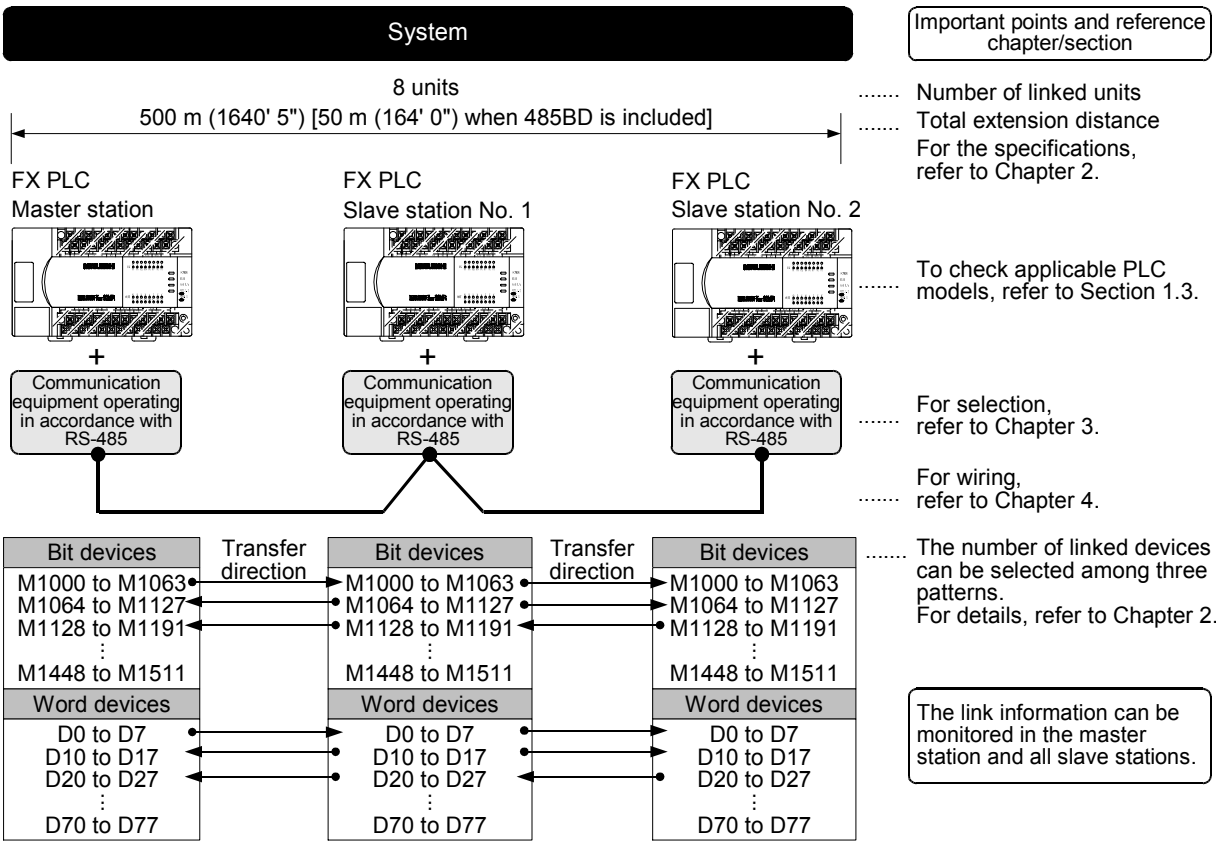 System
Important points and reference
chapter/section
8 units
500 m (1640' 5") [50 m (164' 0") when 485BD is included]
....... Number of linked units
....... Total extension distance
For the specifications,
refer to Chapter 2.
FX PLC
Master station
FX PLC
Slave station No. 1
FX PLC
Slave station No. 2
To check applicable PLC
....... models, refer to Section 1.3.
+
+
+
Communication
equipment operating
in accordance with
RS-485
Communication
equipment operating
in accordance with
RS-485
Communication
equipment operating
in accordance with
RS-485
For selection,
....... refer to Chapter 3.
For wiring,
....... refer to Chapter 4.
Bit devices
M1000 to M1063
M1064 to M1127
M1128 to M1191
⋮
M1448 to M1511
Word devices
D0 to D7
D10 to D17
D20 to D27
⋮
D70 to D77
Transfer
direction
Bit devices
M1000 to M1063
M1064 to M1127
M1128 to M1191
⋮
M1448 to M1511
Word devices
D0 to D7
D10 to D17
D20 to D27
⋮
D70 to D77
Transfer
direction
Bit devices
M1000 to M1063
M1064 to M1127
M1128 to M1191
⋮
M1448 to M1511
Word devices
D0 to D7
D10 to D17
D20 to D27
⋮
D70 to D77
....... The number of linked devices
can be selected among three
patterns.
For details, refer to Chapter 2.
The link information can be
monitored in the master
station and all slave stations.